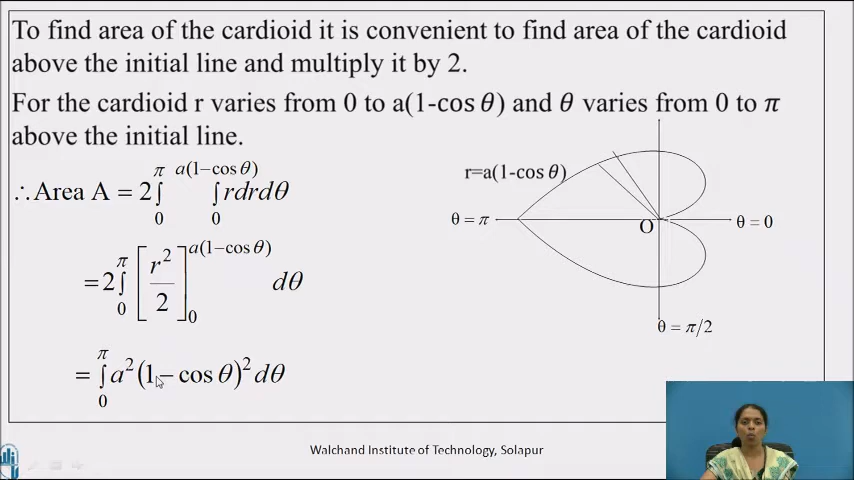 To find area of the cardioid it is convenient to find area of the cardioid
above the initial line and multiply it by 2.
For the cardioid r varies from 0 to a(1-cos θ) and θ varies from 0 to π
above the initial line.
∴ Area A = 2∫₀^π ∫₀^{a(1−cos θ)} rdrdθ
= 2∫₀^π [r²/2]₀^{a(1−cos θ)} dθ
= ∫₀^π a²(1 − cos θ)² dθ
r=a(1-cos θ)
θ = π
O
θ = 0
θ = π/2
Walchand Institute of Technology, Solapur